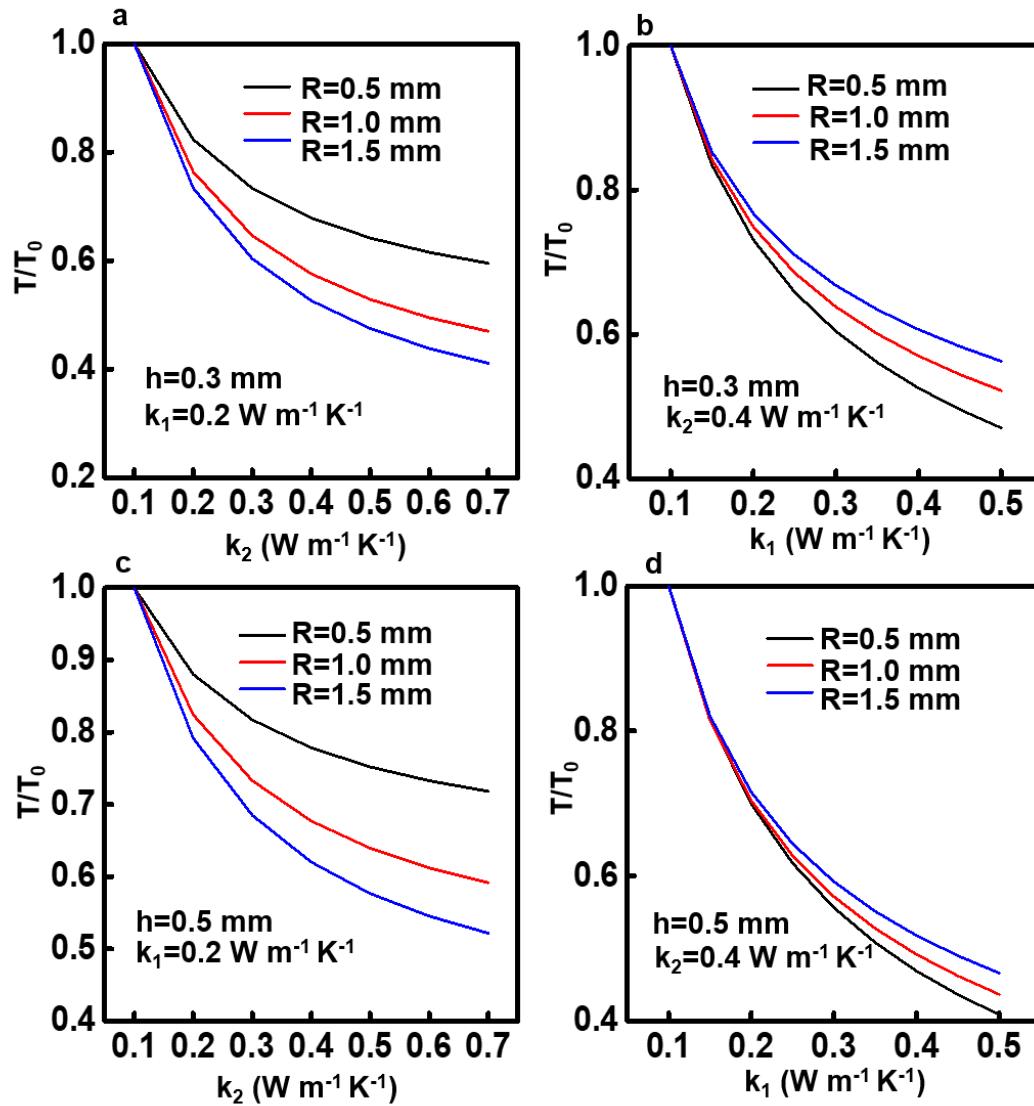 a
1.0
0.8
0.6
0.4
0.2
T/T₀
R=0.5 mm
R=1.0 mm
R=1.5 mm
h=0.3 mm
k₁=0.2 W m⁻¹ K⁻¹
0.1 0.2 0.3 0.4 0.5 0.6 0.7
k₂ (W m⁻¹ K⁻¹)
b
1.0
0.8
0.6
0.4
T/T₀
R=0.5 mm
R=1.0 mm
R=1.5 mm
h=0.3 mm
k₂=0.4 W m⁻¹ K⁻¹
0.1 0.2 0.3 0.4 0.5
k₁ (W m⁻¹ K⁻¹)
c
1.0
0.9
0.8
0.7
0.6
0.5
0.4
T/T₀
R=0.5 mm
R=1.0 mm
R=1.5 mm
h=0.5 mm
k₁=0.2 W m⁻¹ K⁻¹
0.1 0.2 0.3 0.4 0.5 0.6 0.7
k₂ (W m⁻¹ K⁻¹)
d
1.0
0.8
0.6
0.4
T/T₀
R=0.5 mm
R=1.0 mm
R=1.5 mm
h=0.5 mm
k₂=0.4 W m⁻¹ K⁻¹
0.1 0.2 0.3 0.4 0.5
k₁ (W m⁻¹ K⁻¹)